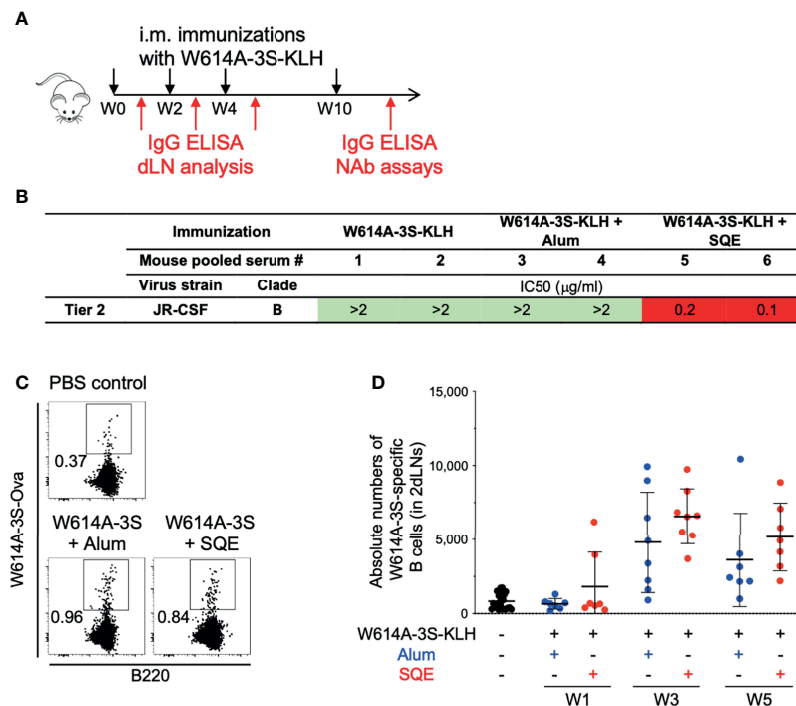 A
i.m. immunizations
with W614A-3S-KLH
W0 W2 W4 W10
IgG ELISA IgG ELISA
dLN analysis NAb assays
B
Immunization W614A-3S-KLH W614A-3S-KLH + Alum W614A-3S-KLH + SQE
Mouse pooled serum # 1 2 3 4 5 6
Virus strain Clade IC50 (µg/ml)
Tier 2 JR-CSF B >2 >2 >2 >2 0.2 0.1
C
PBS control
0.37
W614A-3S + Alum W614A-3S + SQE
0.96 0.84
W614A-3S-Ova
B220
D
Absolute numbers of
W614A-3S-specific
B cells (in 2dLNs)
15,000
10,000
5,000
0
W614A-3S-KLH - + + + + + +
Alum - + - + - + -
SQE - - + - + - +
W1 W3 W5